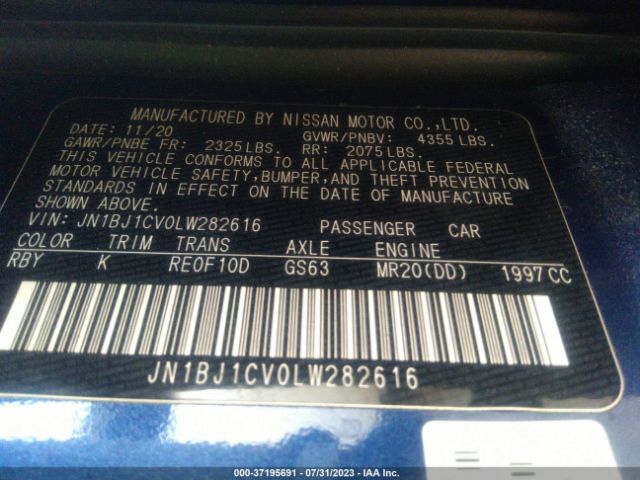 MANUFACTURED BY NISSAN MOTOR CO.,LTD.
DATE: 11/20 GVWR/PNBV: 4355 LBS.
GAWR/PNBE FR: 2325 LBS. RR: 2075 LBS.
THIS VEHICLE CONFORMS TO ALL APPLICABLE FEDERAL
MOTOR VEHICLE SAFETY,BUMPER,AND THEFT PREVENTION
STANDARDS IN EFFECT ON THE DATE OF MANUFACTURE
SHOWN ABOVE.
VIN: JN1BJ1CV0LW282616 PASSENGER CAR
COLOR TRIM TRANS AXLE ENGINE
RBY K RE0F10D GS63 MR20(DD) 1997 CC
JN1BJ1CV0LW282616
000-37195691 - 07/31/2023 - IAA Inc.